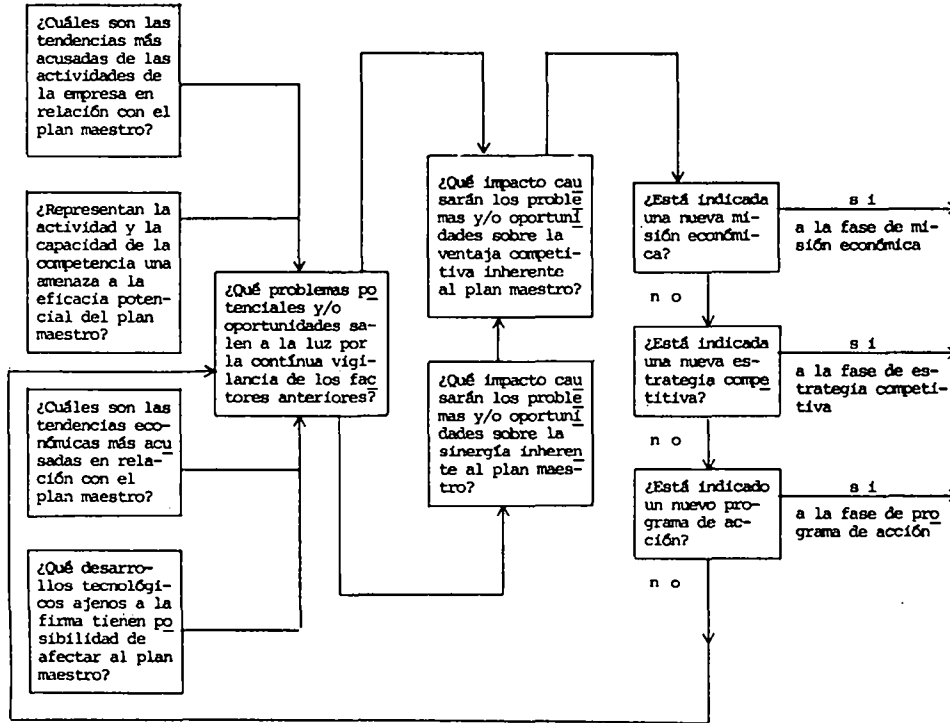 ¿Cuáles son las
tendencias más
acusadas de las
actividades de
la empresa en
relación con el
plan maestro?
¿Representan la
actividad y la
capacidad de la
competencia una
amenaza a la
eficacia poten-
cial del plan
maestro?
¿Cuáles son las
tendencias eco-
nómicas más acu
sadas en rela-
ción con el
plan maestro?
¿Qué desarro-
llos tecnológi-
cos ajenos a la
firma tienen po
sibilidad de
afectar al plan
maestro?
¿Qué problemas po
tenciales y/o
oportunidades sa-
len a la luz por
la contínua vigi-
lancia de los fac
tores anteriores?
¿Qué impacto cau
sarán los proble
mas y/o oportuni
dades sobre la
ventaja competi-
tiva inherente
al plan maestro?
¿Qué impacto cau
sarán los proble
mas y/o oportuni
dades sobre la
sinergía inheren
te al plan maes-
tro?
¿Está indicada
una nueva mi-
sión económi-
ca?
s i
a la fase de mi
sión económica
n o
¿Está indicada
una nueva es-
trategia compe
titiva?
s i
a la fase de es-
trategia competi-
tiva
n o
¿Está indicado
un nuevo pro-
grama de ac-
ción?
s i
a la fase de pro
grama de acción
n o